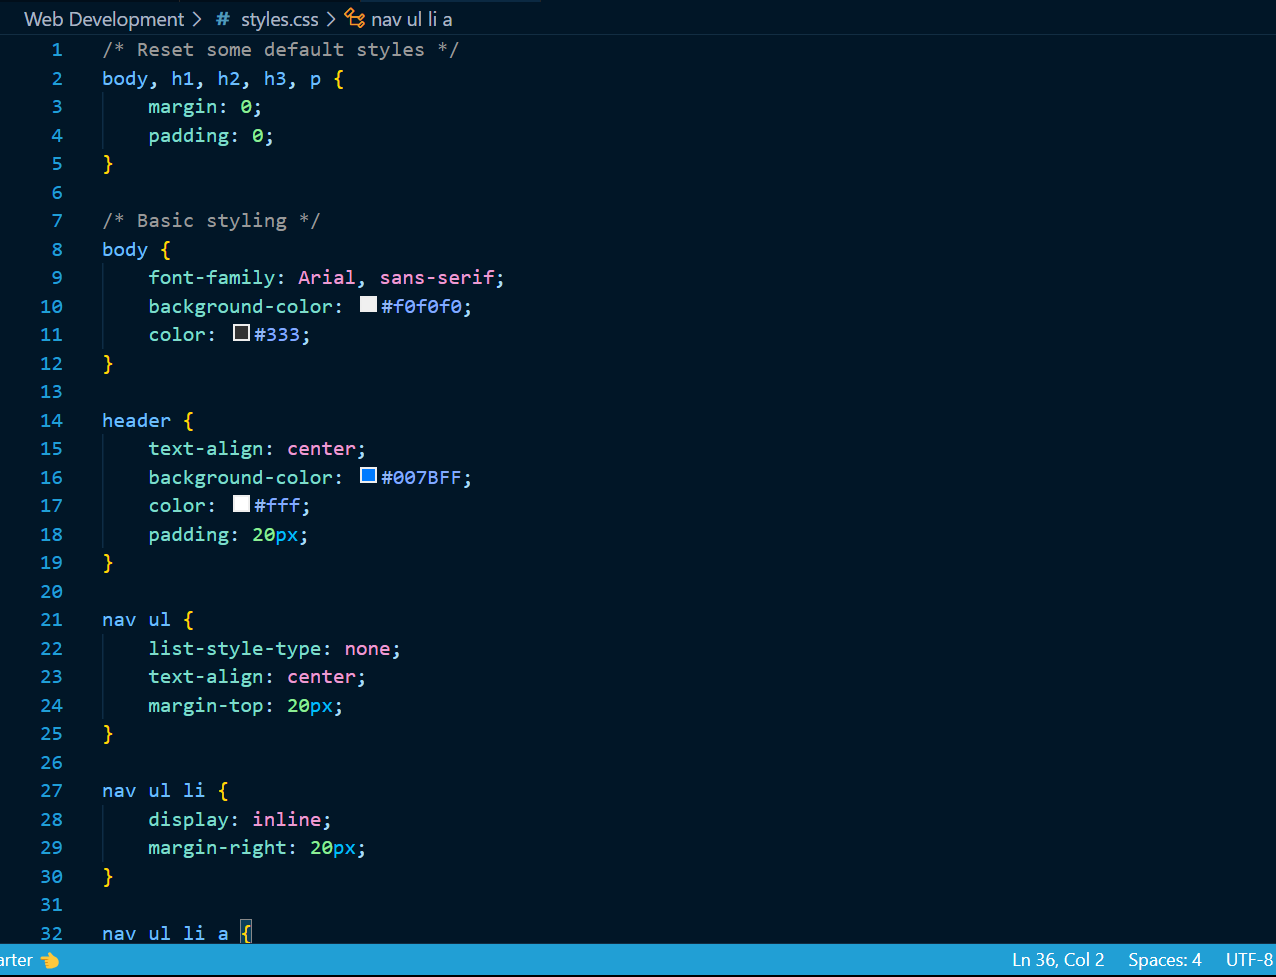 Web Development > # styles.css > nav ul li a
1 /* Reset some default styles */
2 body, h1, h2, h3, p {
3     margin: 0;
4     padding: 0;
5 }
6
7 /* Basic styling */
8 body {
9     font-family: Arial, sans-serif;
10     background-color: #f0f0f0;
11     color: #333;
12 }
13
14 header {
15     text-align: center;
16     background-color: #007BFF;
17     color: #fff;
18     padding: 20px;
19 }
20
21 nav ul {
22     list-style-type: none;
23     text-align: center;
24     margin-top: 20px;
25 }
26
27 nav ul li {
28     display: inline;
29     margin-right: 20px;
30 }
31
32 nav ul li a {
arter 👈 Ln 36, Col 2 Spaces: 4 UTF-8